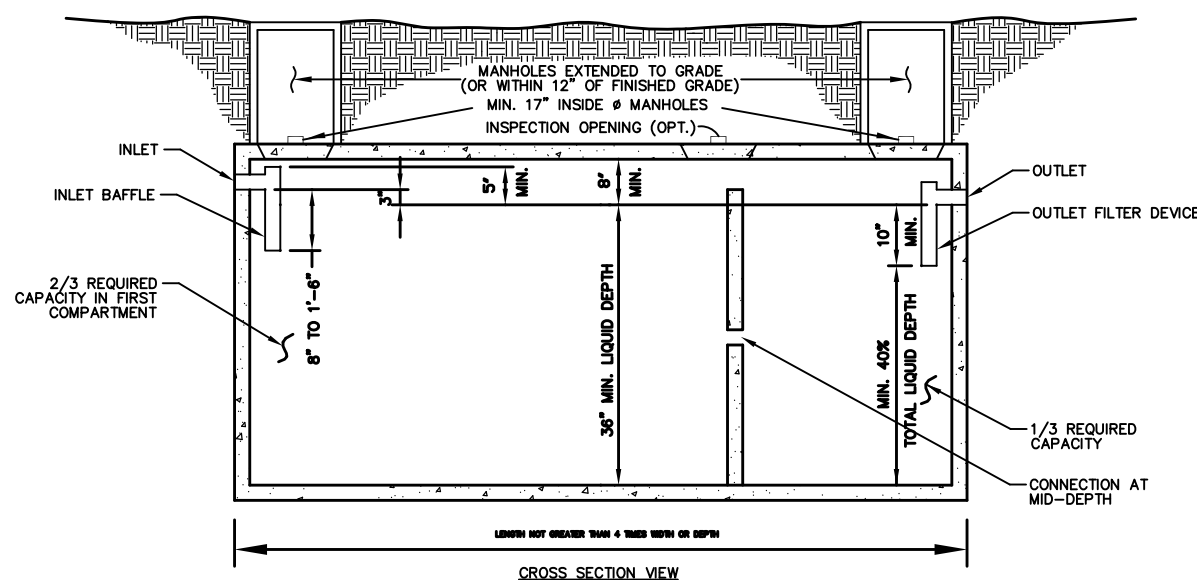 MANHOLES EXTENDED TO GRADE
(OR WITHIN 12" OF FINISHED GRADE)
MIN. 17" INSIDE Ø MANHOLES
INSPECTION OPENING (OPT.)
INLET
INLET BAFFLE
2/3 REQUIRED
CAPACITY IN FIRST
COMPARTMENT
8" TO 1'-6"
3"
5'
MIN.
8'
MIN.
36" MIN. LIQUID DEPTH
10"
MIN.
MIN. 40%
TOTAL LIQUID DEPTH
OUTLET
OUTLET FILTER DEVICE
1/3 REQUIRED
CAPACITY
CONNECTION AT
MID-DEPTH
LENGTH NOT GREATER THAN 4 TIMES WIDTH OR DEPTH
CROSS SECTION VIEW